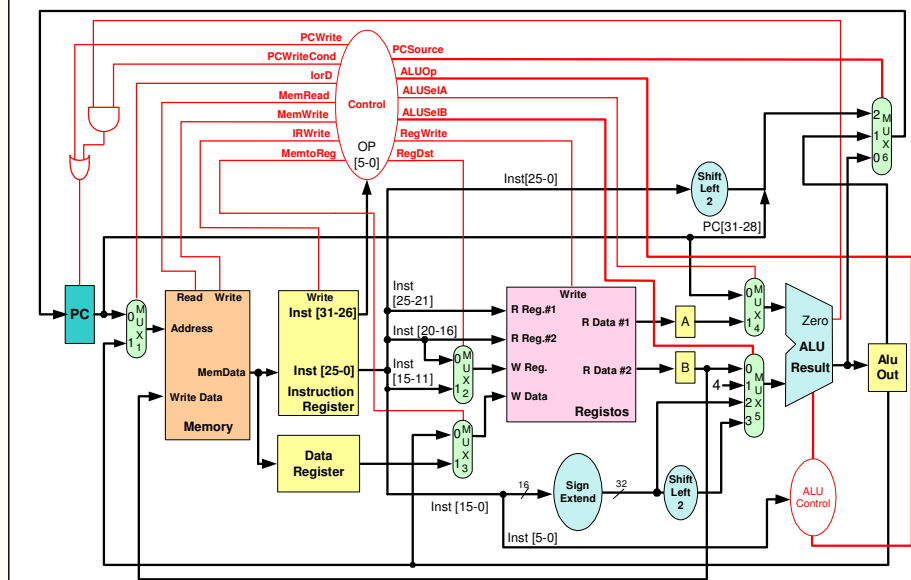 PCWrite
PCWriteCond
IorD
MemRead
MemWrite
IRWrite
MemtoReg
Control
OP
[5-0]
PCSource
ALUOp
ALUSelA
ALUSelB
RegWrite
RegDst
Inst[25-0]
Shift
Left
2
PC[31-28]
2
1
0
M
U
X
6
PC
0
1
M
U
X
1
Read Write
Address
MemData
Write Data
Memory
Write
Inst [31-26]
Inst [25-0]
Instruction
Register
Data
Register
Inst
[25-21]
Inst [20-16]
Inst
[15-11]
0
1
M
U
X
2
0
1
M
U
X
3
Write
R Reg.#1
R Reg.#2
W Reg.
W Data
R Data #1
R Data #2
Registos
A
B
4
0
1
M
U
X
4
0
1
2
3
M
U
X
5
Zero
ALU
Result
Alu
Out
Inst [15-0]
16
Sign
Extend
32
Shift
Left
2
Inst [5-0]
ALU
Control